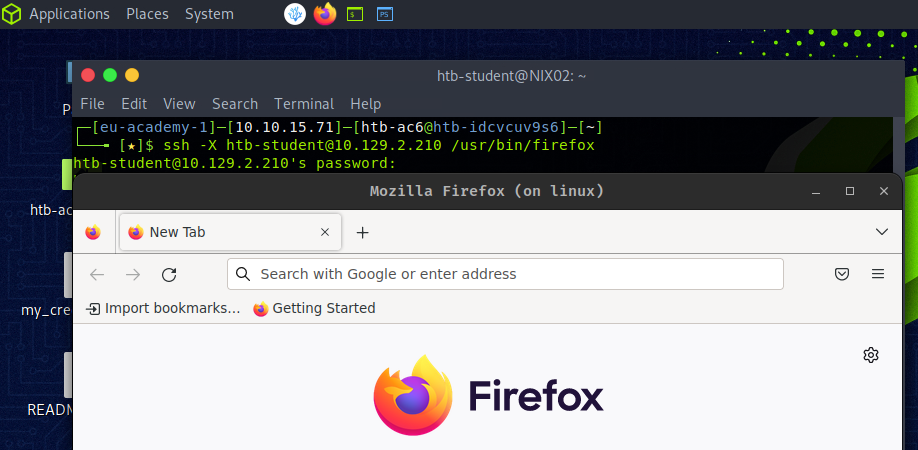 Applications Places System
htb-student@NIX02: ~
File Edit View Search Terminal Help
┌─[eu-academy-1]─[10.10.15.71]─[htb-ac6@htb-idcvcuv9s6]─[~]
└──╼ [★]$ ssh -X htb-student@10.129.2.210 /usr/bin/firefox
htb-student@10.129.2.210's password:
P
htb-ac
my_cre
READM
Mozilla Firefox (on linux)
New Tab
Search with Google or enter address
Import bookmarks... Getting Started
Firefox